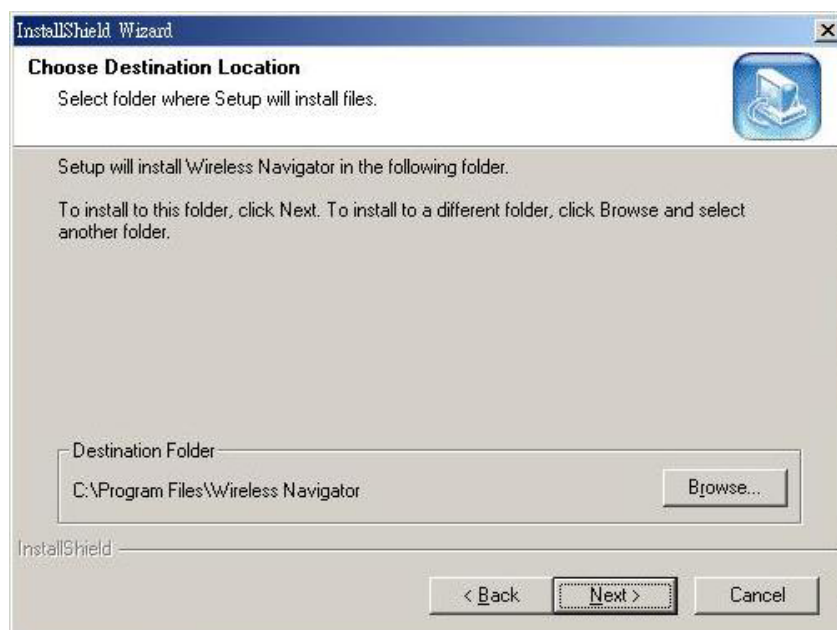 InstallShield Wizard
Choose Destination Location
Select folder where Setup will install files.
Setup will install Wireless Navigator in the following folder.
To install to this folder, click Next. To install to a different folder, click Browse and select
another folder.
Destination Folder
C:\Program Files\Wireless Navigator
Browse...
InstallShield
< Back
Next >
Cancel